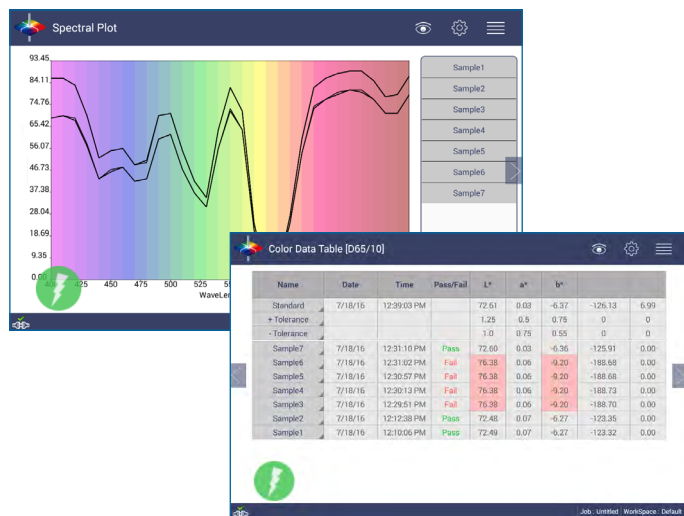 Spectral Plot
93.45
84.11
74.76
65.42
56.07
46.73
37.38
28.04
18.69
9.35
0.00
425 450 475 500 525
WaveLen
Sample1
Sample2
Sample3
Sample4
Sample5
Sample6
Sample7
Color Data Table [D65/10]
Name Date Time Pass/Fail L* a* b*
Standard 7/18/16 12:39:03 PM 72.61 0.03 -6.37 -126.13 6.99
+ Tolerance 1.25 0.5 0.75 0 0
- Tolerance 1.0 0.75 0.55 0 0
Sample7 7/18/16 12:31:10 PM Pass 72.60 0.03 -6.36 -125.91 0.00
Sample6 7/18/16 12:31:02 PM Fail 76.38 0.06 -9.20 -188.68 0.00
Sample5 7/18/16 12:30:57 PM Fail 76.38 0.06 -9.20 -188.68 0.00
Sample4 7/18/16 12:30:13 PM Fail 76.38 0.06 -9.20 -188.73 0.00
Sample3 7/18/16 12:29:51 PM Fail 76.38 0.06 -9.20 -188.70 0.00
Sample2 7/18/16 12:12:38 PM Pass 72.48 0.07 -6.27 -123.35 0.00
Sample1 7/18/16 12:10:06 PM Pass 72.49 0.07 -6.27 -123.32 0.00
Job : Untitled WorkSpace : Default